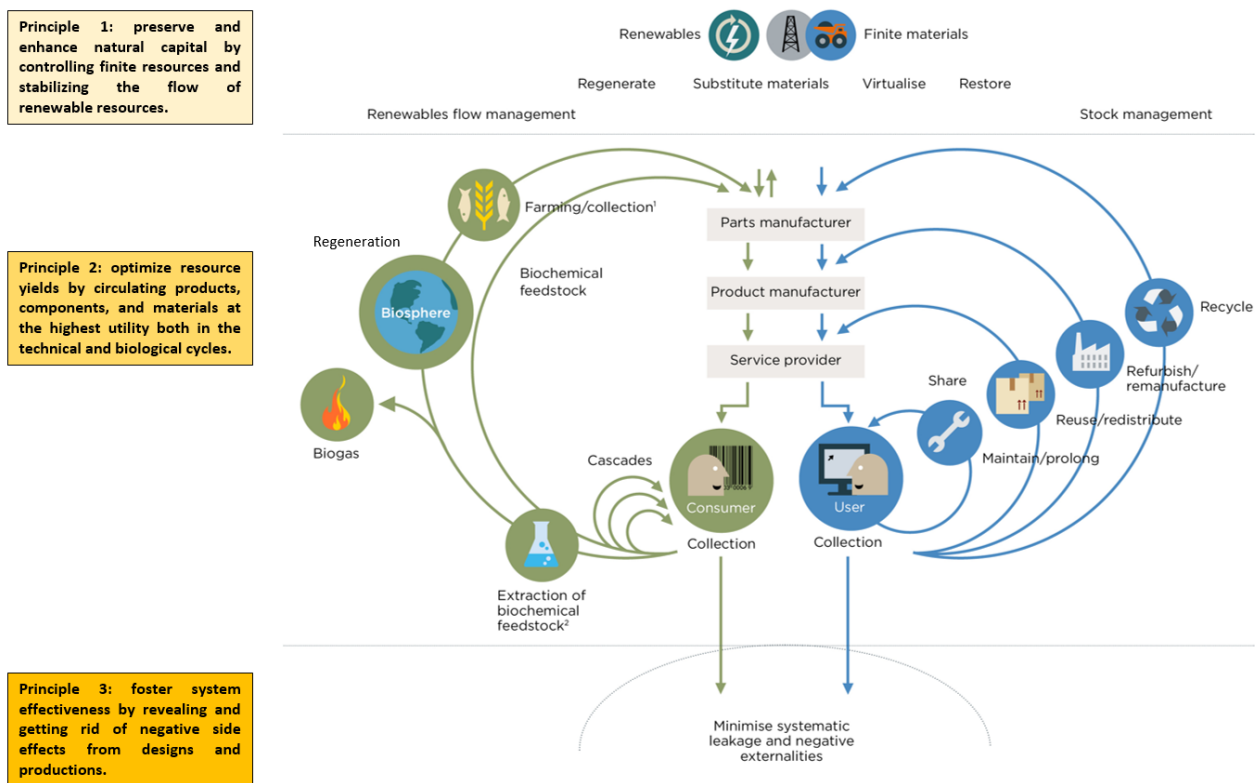 Principle 1: preserve and
enhance natural capital by
controlling finite resources and
stabilizing the flow of
renewable resources.
Renewables
Finite materials
Regenerate
Substitute materials
Virtualise
Restore
Renewables flow management
Stock management
Farming/collection¹
Parts manufacturer
Regeneration
Principle 2: optimize resource
yields by circulating products,
components, and materials at
the highest utility both in the
technical and biological cycles.
Biochemical
feedstock
Product manufacturer
Biosphere
Recycle
Service provider
Refurbish/
remanufacture
Share
Reuse/redistribute
Biogas
Cascades
Maintain/prolong
Consumer
User
Collection
Collection
Extraction of
biochemical
feedstock²
Principle 3: foster system
effectiveness by revealing and
getting rid of negative side
effects from designs and
productions.
Minimise systematic
leakage and negative
externalities